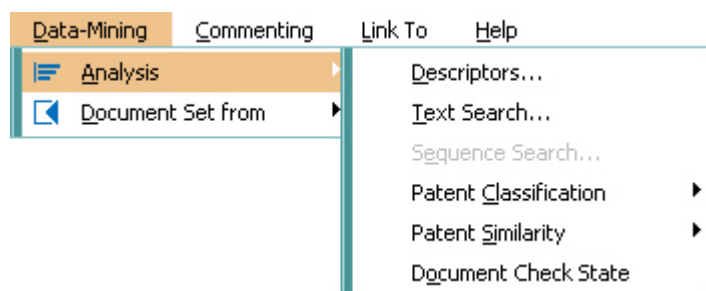 Data-Mining Commenting Link To Help
Analysis
Document Set from
Descriptors...
Text Search...
Sequence Search...
Patent Classification
Patent Similarity
Document Check State